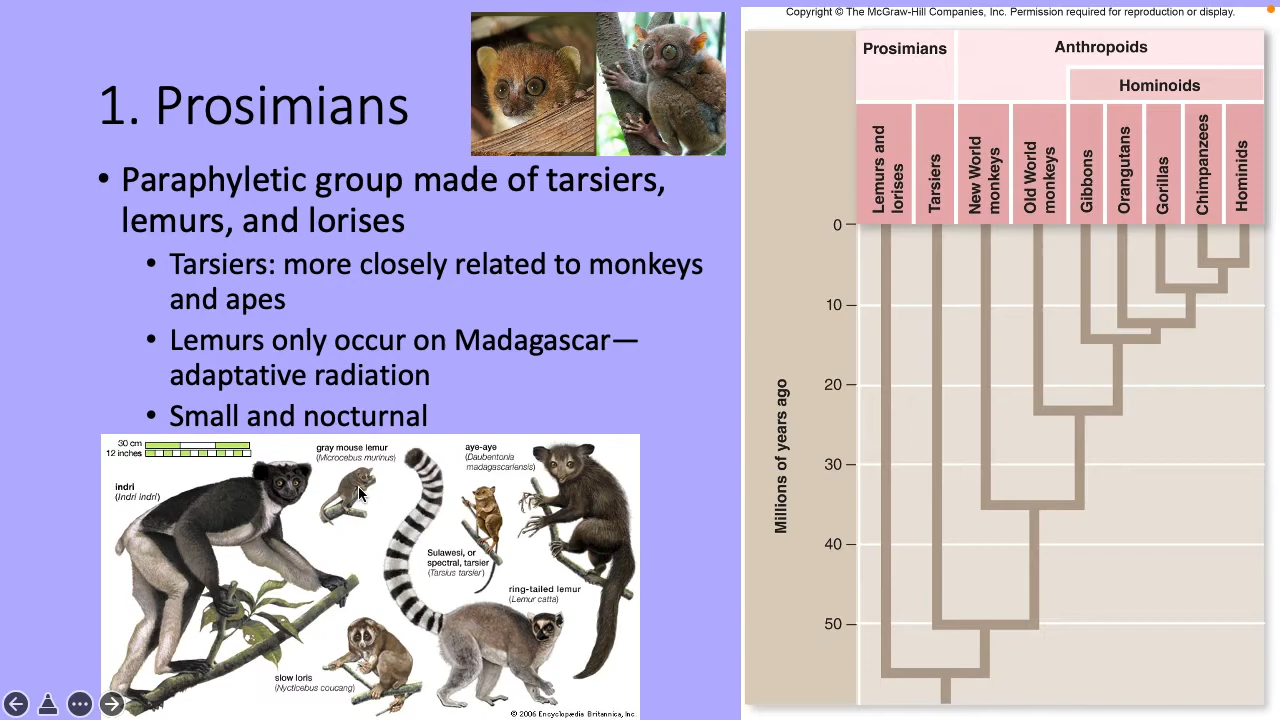 Copyright © The McGraw-Hill Companies, Inc. Permission required for reproduction or display.
1. Prosimians
• Paraphyletic group made of tarsiers,
lemurs, and lorises
• Tarsiers: more closely related to monkeys
and apes
• Lemurs only occur on Madagascar—
adaptative radiation
• Small and nocturnal
30 cm
12 inches
indri
(Indri indri)
gray mouse lemur
(Microcebus murinus)
aye-aye
(Daubentonia
madagascariensis)
Sulawesi, or
spectral, tarsier
(Tarsius tarsier)
ring-tailed lemur
(Lemur catta)
slow loris
(Nycticebus coucang)
© 2006 Encyclopædia Britannica, Inc.
Prosimians
Anthropoids
Hominoids
Lemurs and
lorises
Tarsiers
New World
monkeys
Old World
monkeys
Gibbons
Orangutans
Gorillas
Chimpanzees
Hominids
0
10
20
30
40
50
Millions of years ago